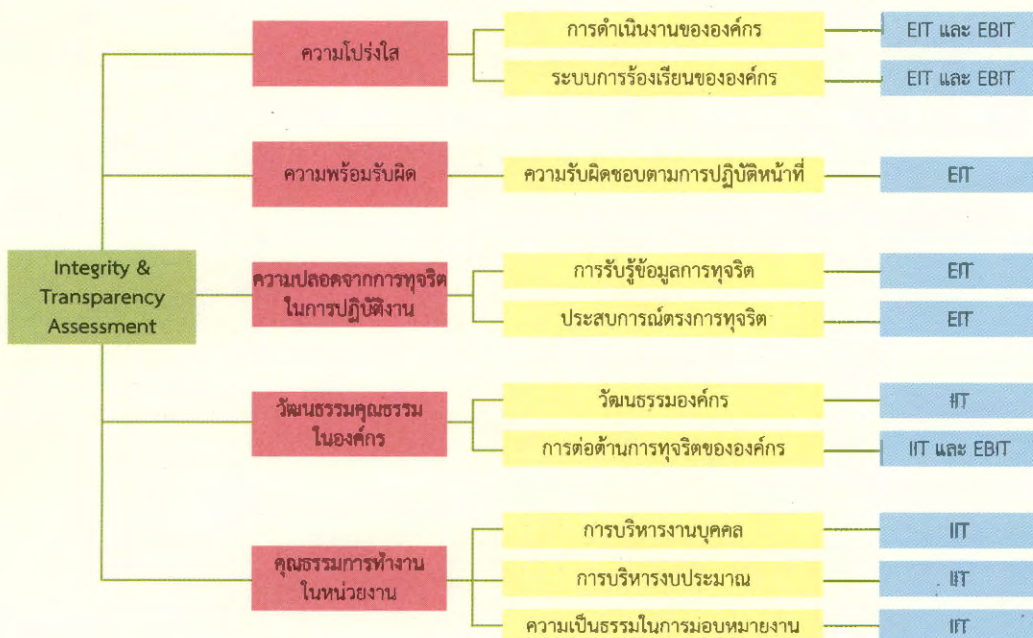 Integrity &
Transparency
Assessment
ความโปร่งใส
การดำเนินงานขององค์กร
EIT และ EBIT
ระบบการร้องเรียนขององค์กร
EIT และ EBIT
ความพร้อมรับผิด
ความรับผิดชอบตามการปฏิบัติหน้าที่
EIT
ความปลอดจากการทุจริต
ในการปฏิบัติงาน
การรับรู้ข้อมูลการทุจริต
EIT
ประสบการณ์ตรงการทุจริต
EIT
วัฒนธรรมคุณธรรม
ในองค์กร
วัฒนธรรมองค์กร
IIT
การต่อต้านการทุจริตขององค์กร
IIT และ EBIT
คุณธรรมการทำงาน
ในหน่วยงาน
การบริหารงานบุคคล
IIT
การบริหารงบประมาณ
IIT
ความเป็นธรรมในการมอบหมายงาน
IIT